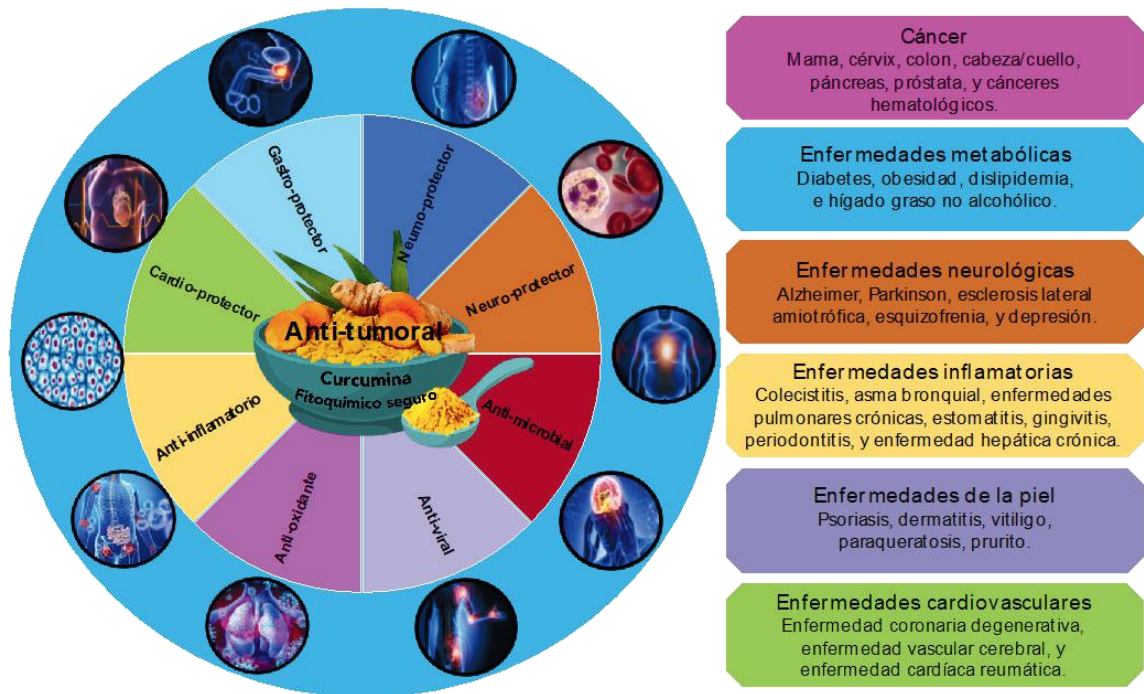 Gastro-protector
Neumo-protector
Cardio-protector
Neuro-protector
Anti-tumoral
Curcumina
Fitoquímico seguro
Anti-inflamatorio
Anti-microbial
Anti-oxidante
Anti-viral
Cáncer
Mama, cérvix, colon, cabeza/cuello,
páncreas, próstata, y cánceres
hematológicos.
Enfermedades metabólicas
Diabetes, obesidad, dislipidemia,
e hígado graso no alcohólico.
Enfermedades neurológicas
Alzheimer, Parkinson, esclerosis lateral
amiotrófica, esquizofrenia, y depresión.
Enfermedades inflamatorias
Colecistitis, asma bronquial, enfermedades
pulmonares crónicas, estomatitis, gingivitis,
periodontitis, y enfermedad hepática crónica.
Enfermedades de la piel
Psoriasis, dermatitis, vitiligo,
paraqueratosis, prurito.
Enfermedades cardiovasculares
Enfermedad coronaria degenerativa,
enfermedad vascular cerebral, y
enfermedad cardíaca reumática.